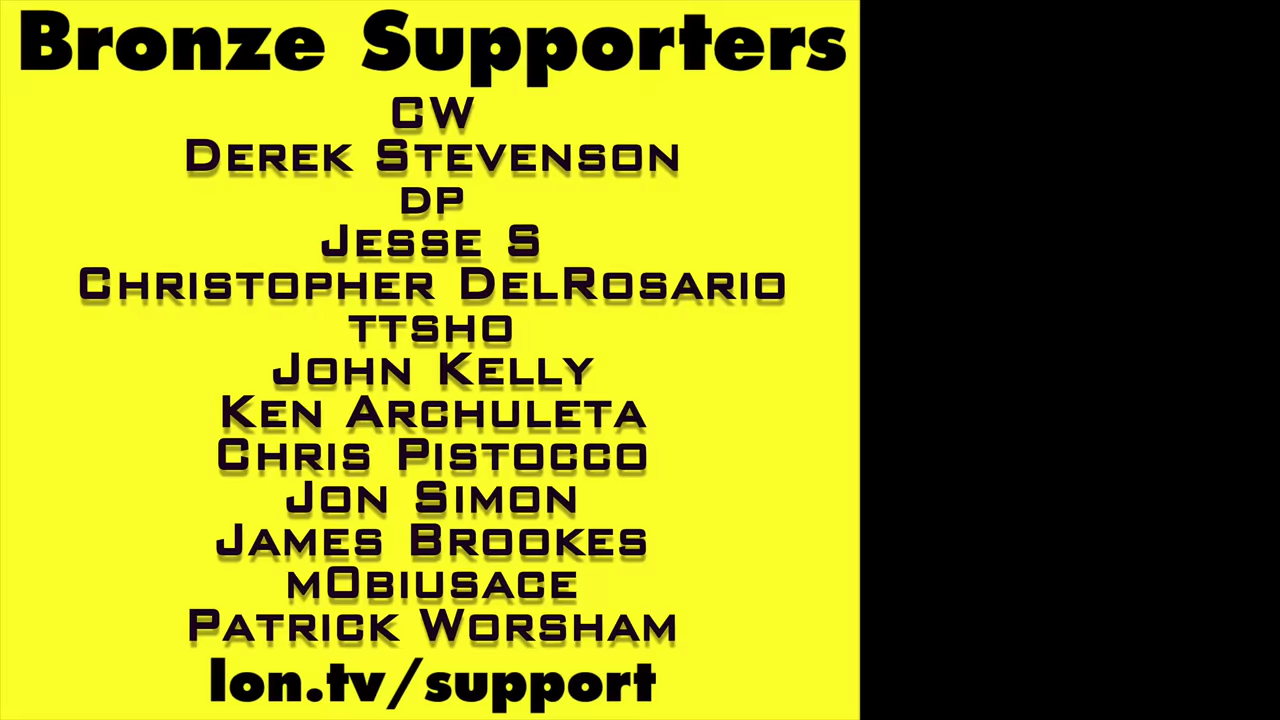 Bronze Supporters
CW
Derek Stevenson
DP
Jesse S
Christopher DelRosario
ttsho
John Kelly
Ken Archuleta
Chris Pistocco
Jon Simon
James Brookes
m0biusace
Patrick Worsham
lon.tv/support